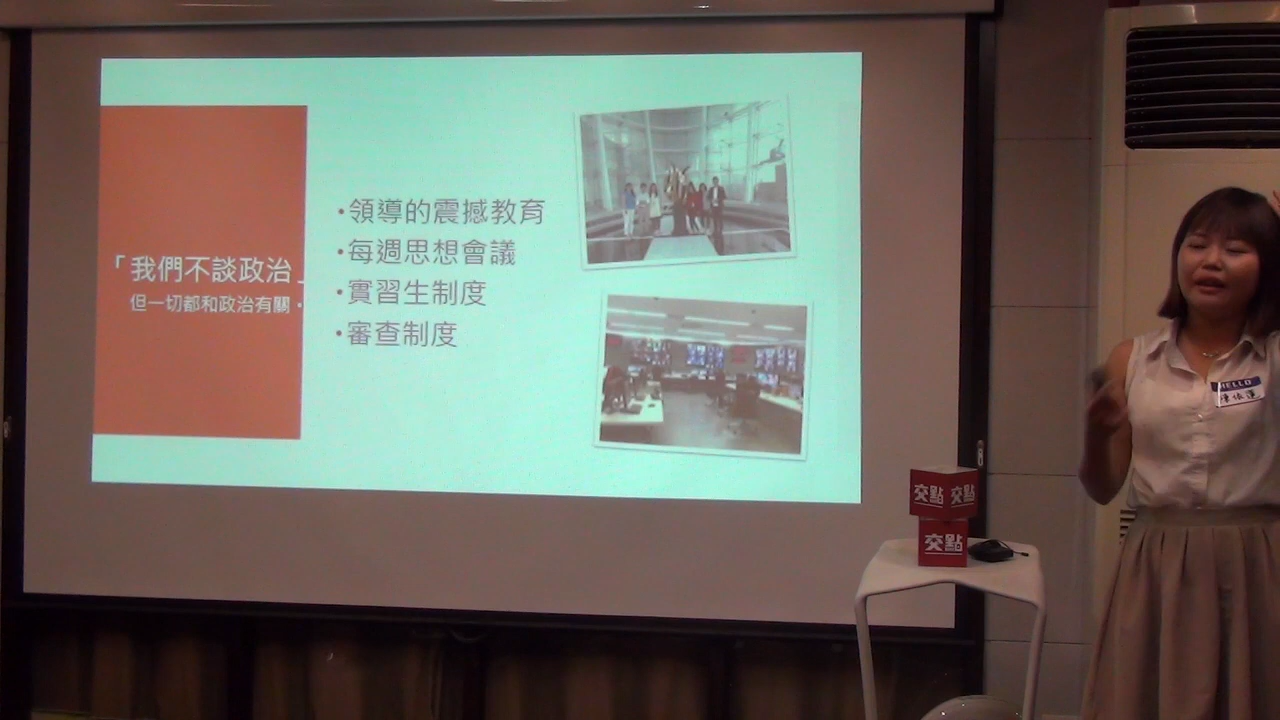 「我們不談政治」
但一切都和政治有關・
•領導的震撼教育
•每週思想會議
•實習生制度
•審查制度
HELLO
交點 交點
交點